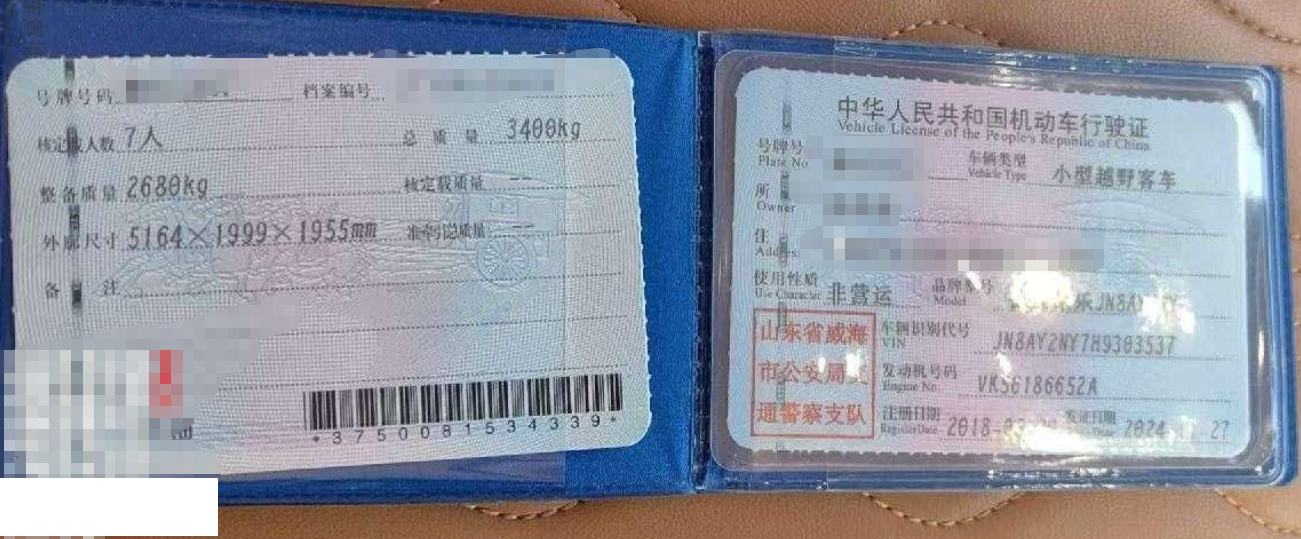 号牌号码
档案编号
核定载人数 7人
总质量 3400kg
整备质量 2680kg
核定载质量 --
外廓尺寸 5164×1999×1955mm
准牵引总质量 --
备注
*3750081534339*
中华人民共和国机动车行驶证
Vehicle License of the People's Republic of China
号牌号
Plate No
车辆类型 小型越野客车
Vehicle Type
所
Owner
住
Address
使用性质 非营运
Use Character
品牌型号
Model
车辆识别代号 JN8AY2NY7H9303537
VIN
发动机号码 VK56186652A
Engine No.
注册日期 2018-
Register Date
发证日期 2024
27
山东省威海
市公安局交
通警察支队